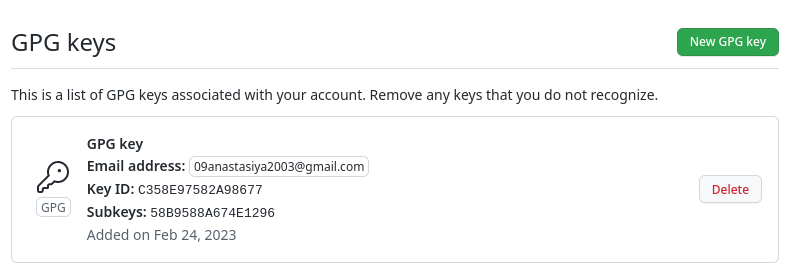 GPG keys
New GPG key
This is a list of GPG keys associated with your account. Remove any keys that you do not recognize.
GPG key
Email address: 09anastasiya2003@gmail.com
Key ID: C358E97582A98677
GPG
Subkeys: 58B9588A674E1296
Added on Feb 24, 2023
Delete